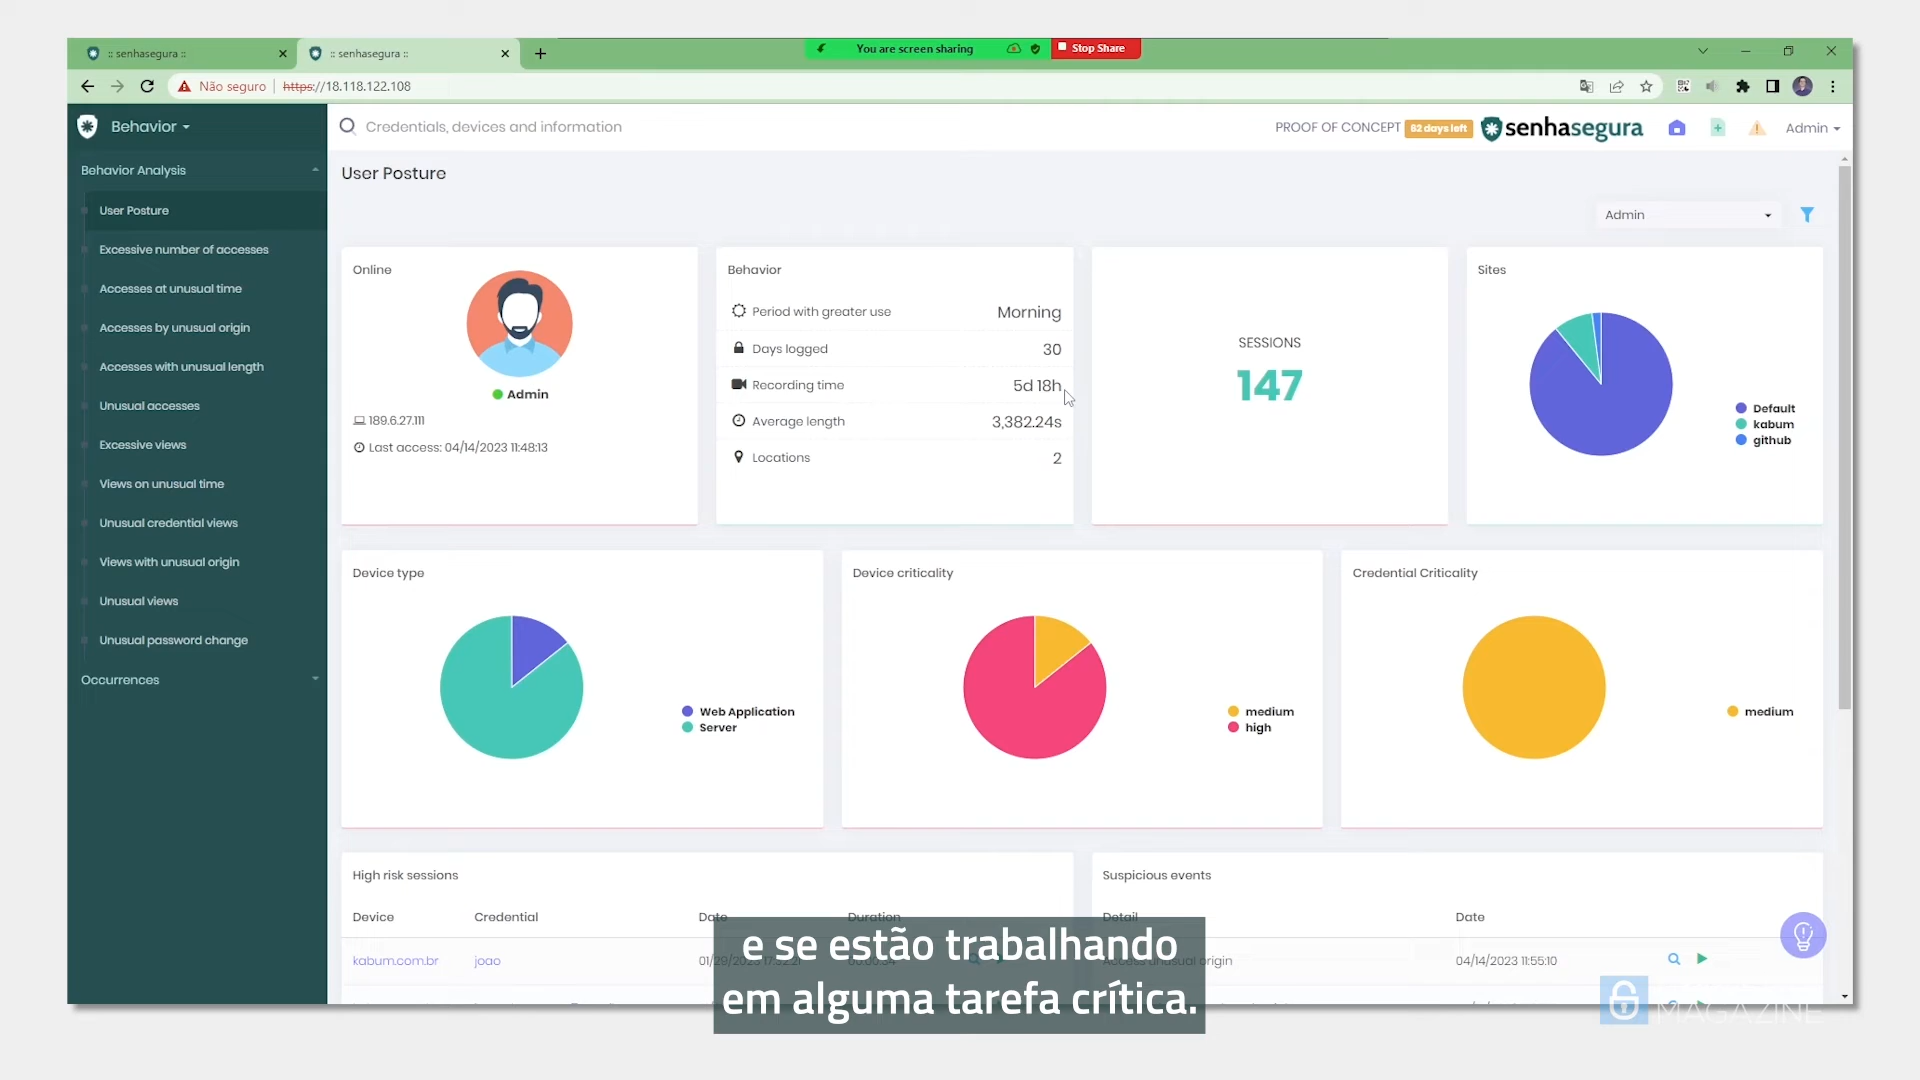 :: senhasegura ::
:: senhasegura ::
You are screen sharing
Stop Share
Não seguro
https://18.118.122.108
Behavior
Credentials, devices and information
PROOF OF CONCEPT
62 days left
senhasegura
Admin
Behavior Analysis
User Posture
Excessive number of accesses
Accesses at unusual time
Accesses by unusual origin
Accesses with unusual length
Unusual accesses
Excessive views
Views on unusual time
Unusual credential views
Views with unusual origin
Unusual views
Unusual password change
Occurrences
User Posture
Admin
Online
Admin
189.6.27.111
Last access: 04/14/2023 11:48:13
Behavior
Period with greater use Morning
Days logged 30
Recording time 5d 18h
Average length 3,382.24s
Locations 2
SESSIONS
147
Sites
Default
kabum
github
Device type
Web Application
Server
Device criticality
medium
high
Credential Criticality
medium
High risk sessions
Device Credential Date Duration
kabum.com.br joao
Suspicious events
Detail Date
origin 04/14/2023 11:55:10
e se estão trabalhando
em alguma tarefa crítica.
MAGAZINE